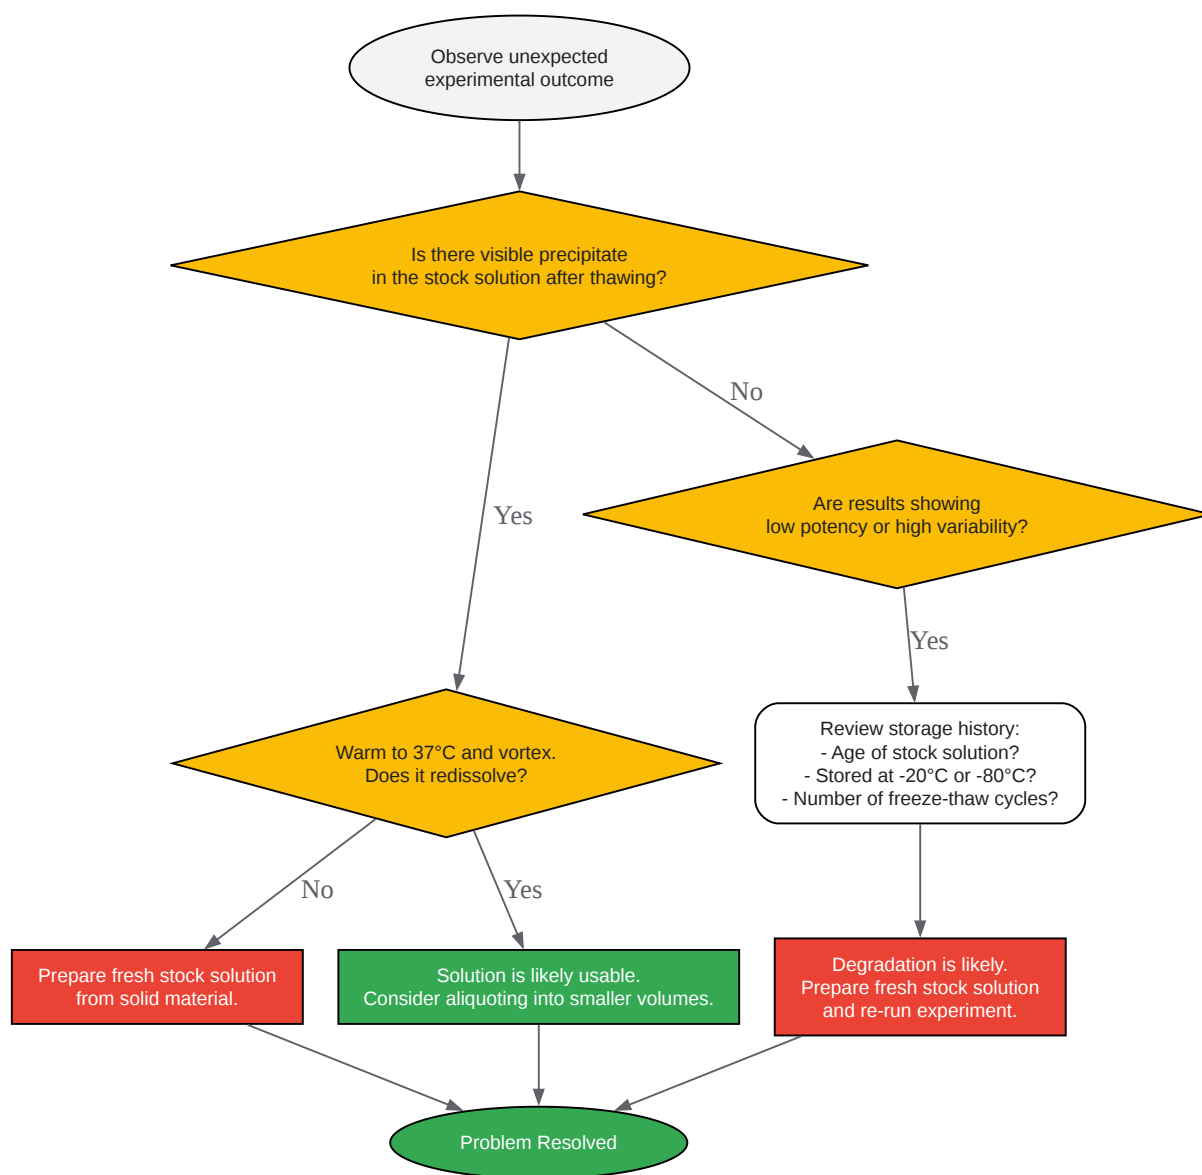 Observe unexpected
experimental outcome
Is there visible precipitate
in the stock solution after thawing?
No
Are results showing
low potency or high variability?
Yes
Yes
Warm to 37°C and vortex.
Does it redissolve?
Review storage history:
- Age of stock solution?
- Stored at -20°C or -80°C?
- Number of freeze-thaw cycles?
No
Yes
Prepare fresh stock solution
from solid material.
Solution is likely usable.
Consider aliquoting into smaller volumes.
Degradation is likely.
Prepare fresh stock solution
and re-run experiment.
Problem Resolved